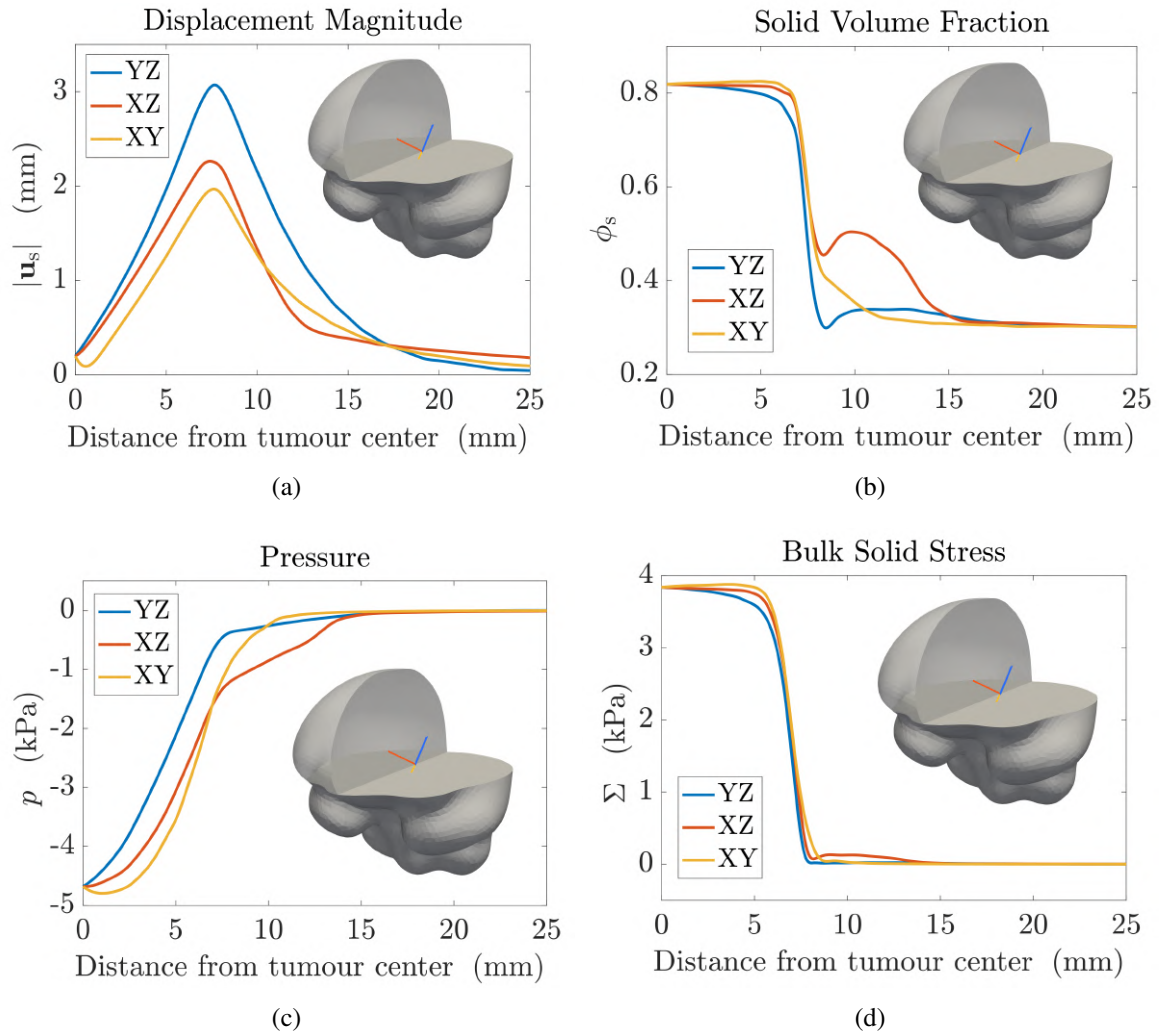 Displacement Magnitude
3
2
1
0
|u_s| (mm)
YZ
XZ
XY
0 5 10 15 20 25
Distance from tumour center (mm)
(a)
Solid Volume Fraction
0.8
0.6
0.4
0.2
ϕ_s
YZ
XZ
XY
0 5 10 15 20 25
Distance from tumour center (mm)
(b)
Pressure
0
-1
-2
-3
-4
-5
p (kPa)
YZ
XZ
XY
0 5 10 15 20 25
Distance from tumour center (mm)
(c)
Bulk Solid Stress
4
3
2
1
0
Σ (kPa)
YZ
XZ
XY
0 5 10 15 20 25
Distance from tumour center (mm)
(d)